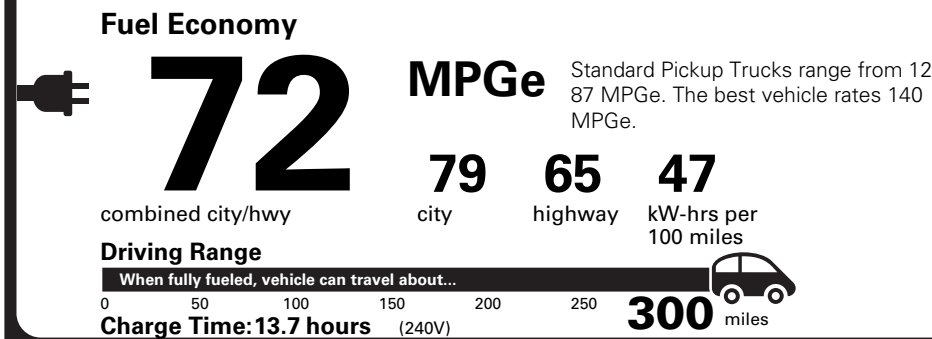 Fuel Economy
72
MPGe
Standard Pickup Trucks range from 12
87 MPGe. The best vehicle rates 140
MPGe.
79 65 47
combined city/hwy city highway kW-hrs per
100 miles
Driving Range
When fully fueled, vehicle can travel about...
0 50 100 150 200 250 300 miles
Charge Time: 13.7 hours (240V)